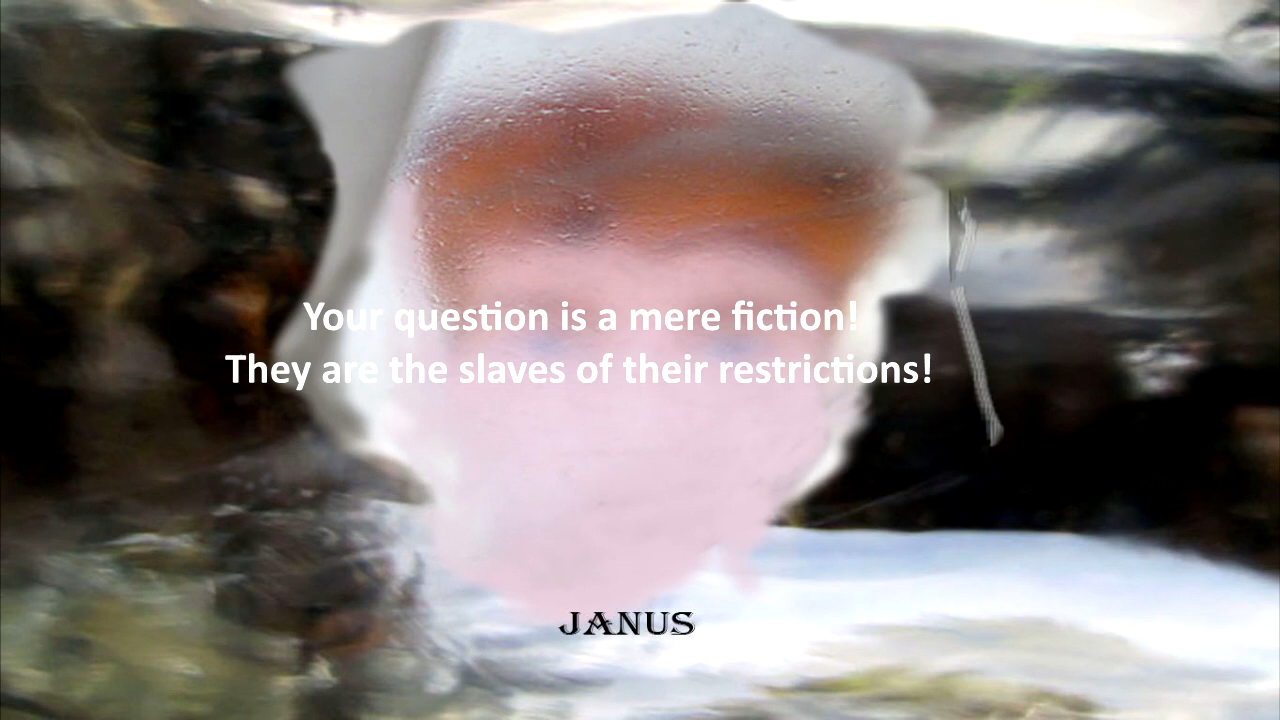 Your question is a mere fiction!
They are the slaves of their restrictions!
JANUS